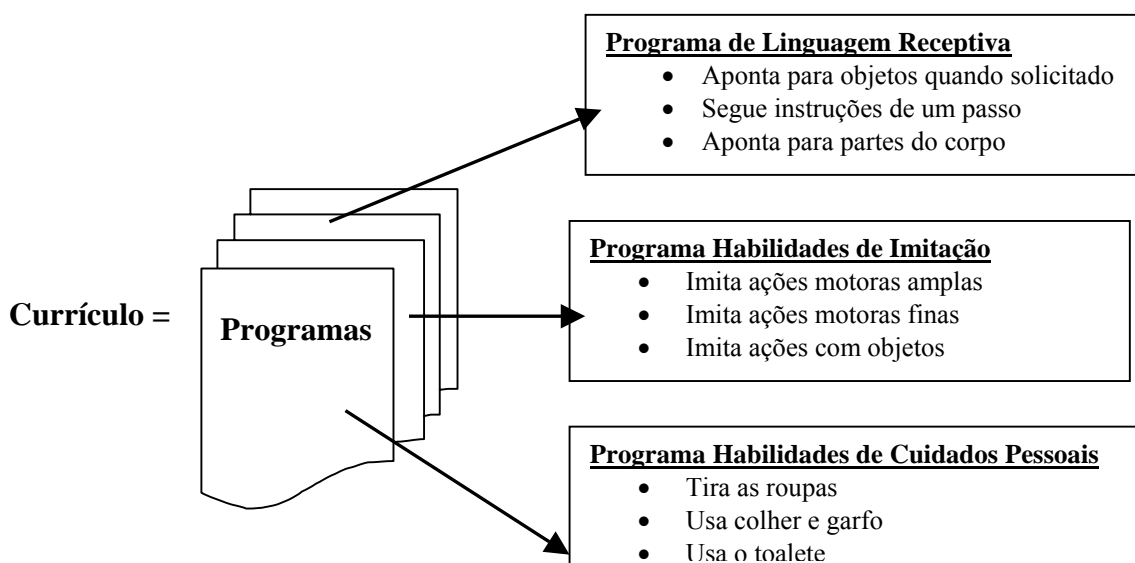 Programa de Linguagem Receptiva
• Aponta para objetos quando solicitado
• Segue instruções de um passo
• Aponta para partes do corpo
Currículo =
Programas
Programa Habilidades de Imitação
• Imita ações motoras amplas
• Imita ações motoras finas
• Imita ações com objetos
Programa Habilidades de Cuidados Pessoais
• Tira as roupas
• Usa colher e garfo
• Usa o toalete